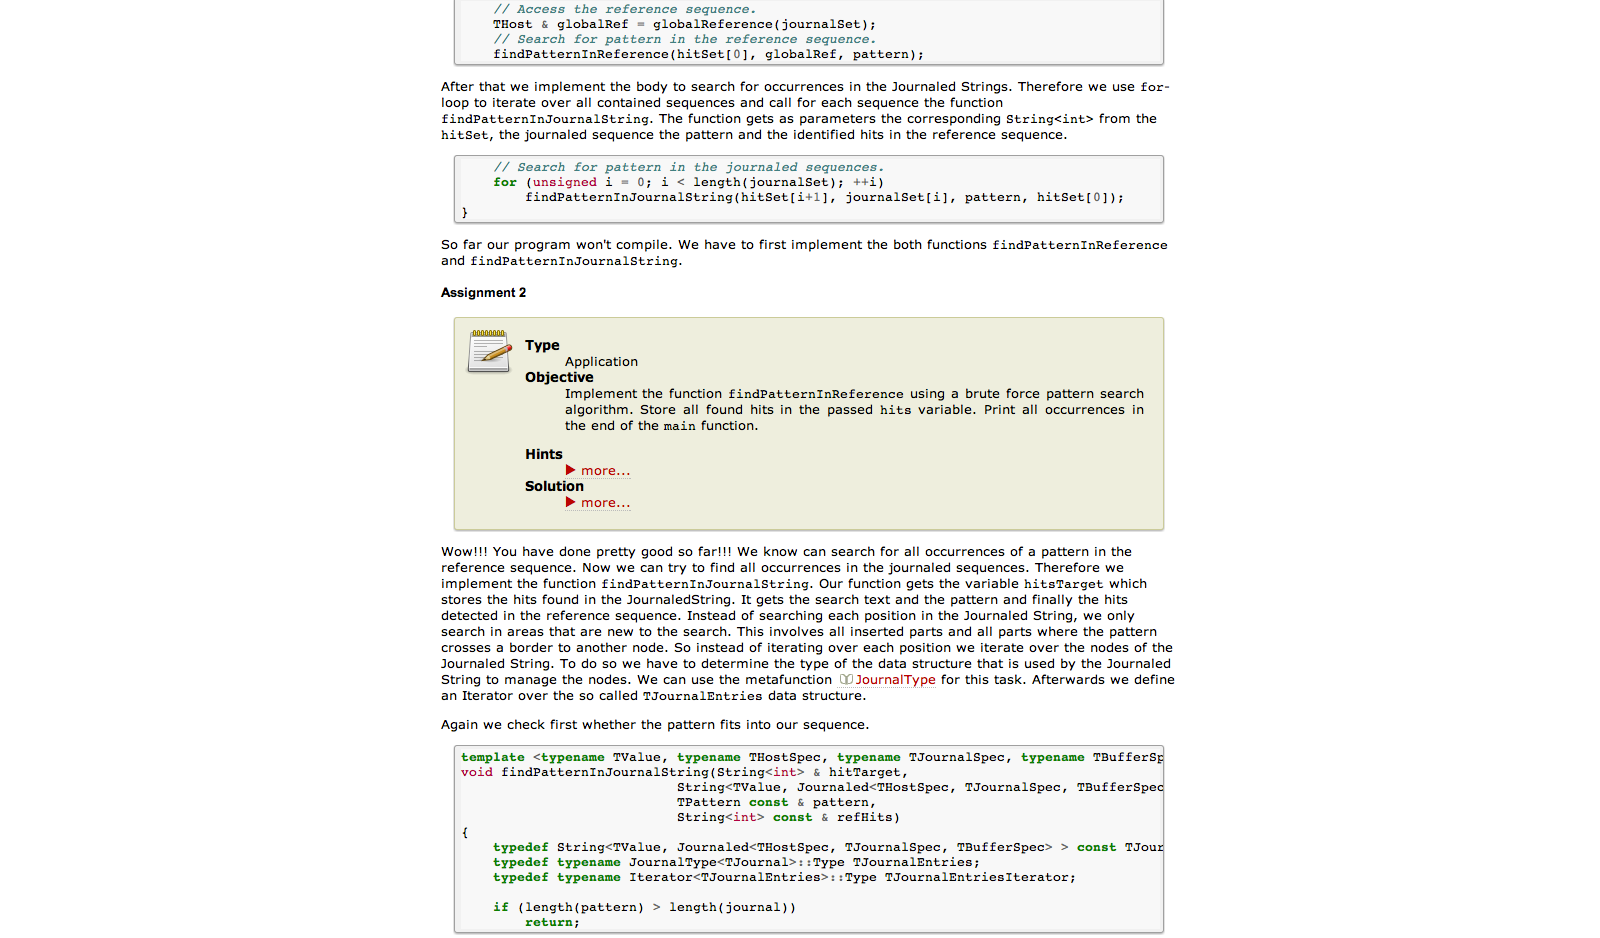 // Access the reference sequence.
THost & globalRef = globalReference(journalSet);
// Search for pattern in the reference sequence.
findPatternInReference(hitSet[0], globalRef, pattern);
After that we implement the body to search for occurrences in the Journaled Strings. Therefore we use for-
loop to iterate over all contained sequences and call for each sequence the function
findPatternInJournalString. The function gets as parameters the corresponding String<int> from the
hitSet, the journaled sequence the pattern and the identified hits in the reference sequence.
// Search for pattern in the journaled sequences.
for (unsigned i = 0; i < length(journalSet); ++i)
findPatternInJournalString(hitSet[i+1], journalSet[i], pattern, hitSet[0]);
}
So far our program won't compile. We have to first implement the both functions findPatternInReference
and findPatternInJournalString.
Assignment 2
Type
Application
Objective
Implement the function findPatternInReference using a brute force pattern search
algorithm. Store all found hits in the passed hits variable. Print all occurrences in
the end of the main function.
Hints
more...
Solution
more...
Wow!!! You have done pretty good so far!!! We know can search for all occurrences of a pattern in the
reference sequence. Now we can try to find all occurrences in the journaled sequences. Therefore we
implement the function findPatternInJournalString. Our function gets the variable hitsTarget which
stores the hits found in the JournaledString. It gets the search text and the pattern and finally the hits
detected in the reference sequence. Instead of searching each position in the Journaled String, we only
search in areas that are new to the search. This involves all inserted parts and all parts where the pattern
crosses a border to another node. So instead of iterating over each position we iterate over the nodes of the
Journaled String. To do so we have to determine the type of the data structure that is used by the Journaled
String to manage the nodes. We can use the metafunction JournalType for this task. Afterwards we define
an Iterator over the so called TJournalEntries data structure.
Again we check first whether the pattern fits into our sequence.
template <typename TValue, typename THostSpec, typename TJournalSpec, typename TBufferSp
void findPatternInJournalString(String<int> & hitTarget,
String<TValue, Journaled<THostSpec, TJournalSpec, TBufferSpec
TPattern const & pattern,
String<int> const & refHits)
{
typedef String<TValue, Journaled<THostSpec, TJournalSpec, TBufferSpec> > const TJour
typedef typename JournalType<TJournal>::Type TJournalEntries;
typedef typename Iterator<TJournalEntries>::Type TJournalEntriesIterator;
if (length(pattern) > length(journal))
return;